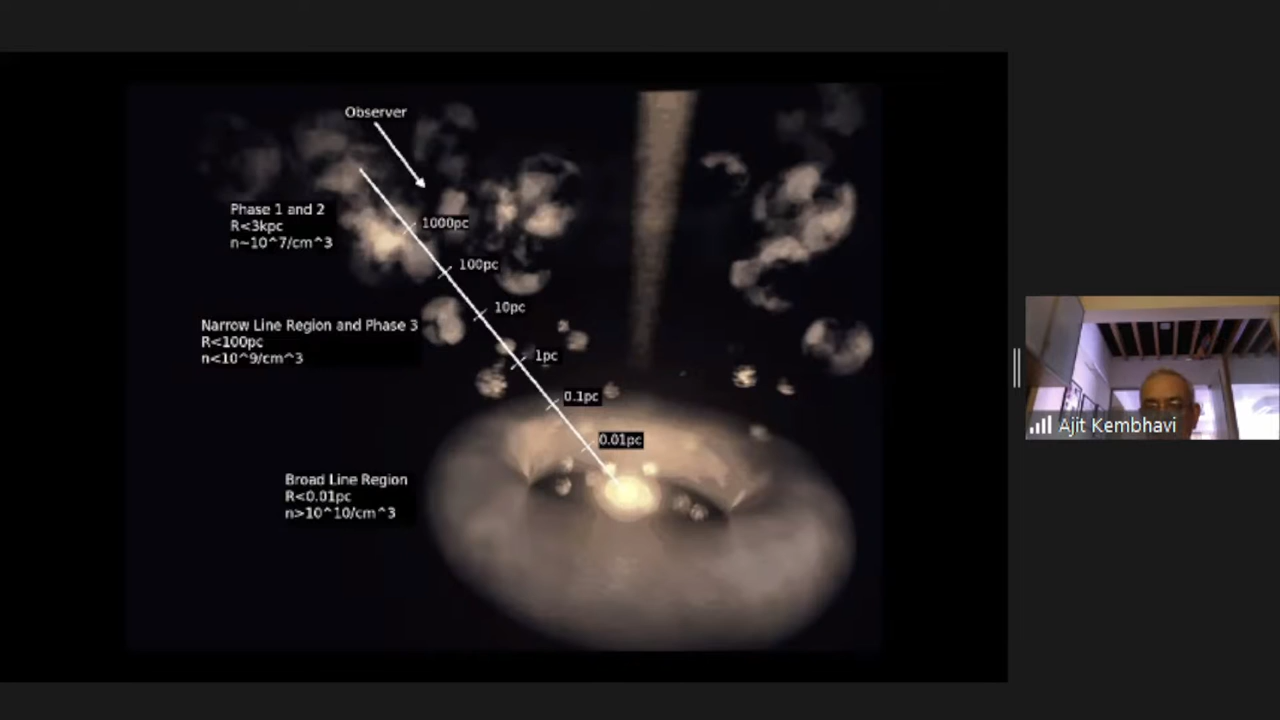 Observer
Phase 1 and 2
R<3kpc
n~10^7/cm^3
1000pc
100pc
10pc
Narrow Line Region and Phase 3
R<100pc
n<10^9/cm^3
1pc
0.1pc
0.01pc
Broad Line Region
R<0.01pc
n>10^10/cm^3
Ajit Kembhavi